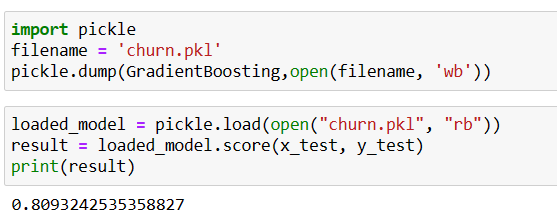 import pickle
filename = 'churn.pkl'
pickle.dump(GradientBoosting,open(filename, 'wb'))
loaded_model = pickle.load(open("churn.pkl", "rb"))
result = loaded_model.score(x_test, y_test)
print(result)
0.8093242535358827